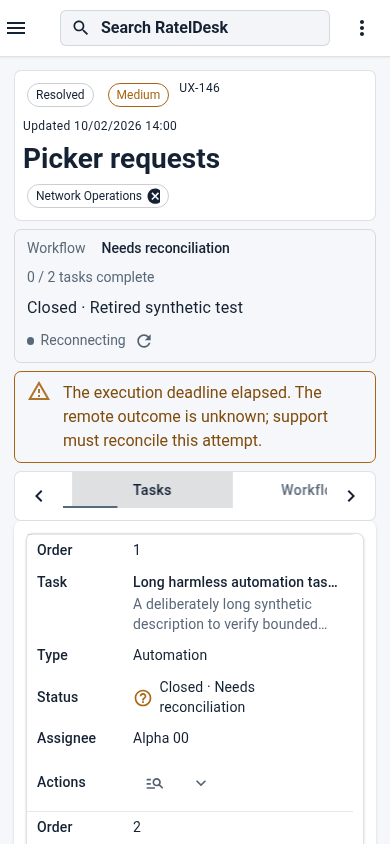 Search RatelDesk
Resolved
Medium
UX-146
Updated 10/02/2026 14:00
Picker requests
Network Operations
Workflow Needs reconciliation
0 / 2 tasks complete
Closed · Retired synthetic test
Reconnecting
The execution deadline elapsed. The
remote outcome is unknown; support
must reconcile this attempt.
Tasks
Order 1
Task Long harmless automation tas…
A deliberately long synthetic
description to verify bounded…
Type Automation
Status Closed · Needs
reconciliation
Assignee Alpha 00
Actions
Order 2